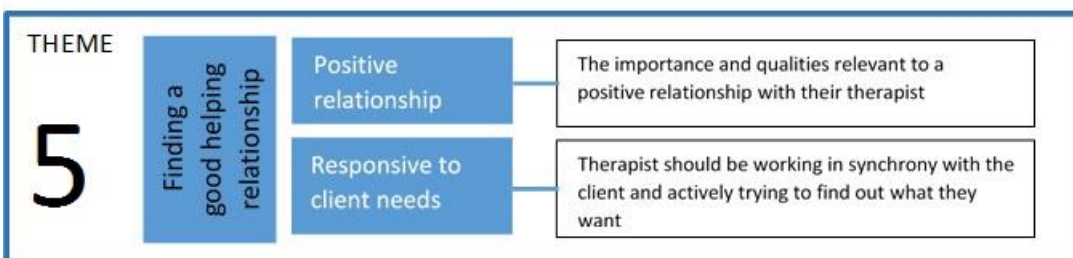 THEME
5
Finding a
good helping
relationship
Positive
relationship
The importance and qualities relevant to a
positive relationship with their therapist
Responsive to
client needs
Therapist should be working in synchrony with the
client and actively trying to find out what they
want